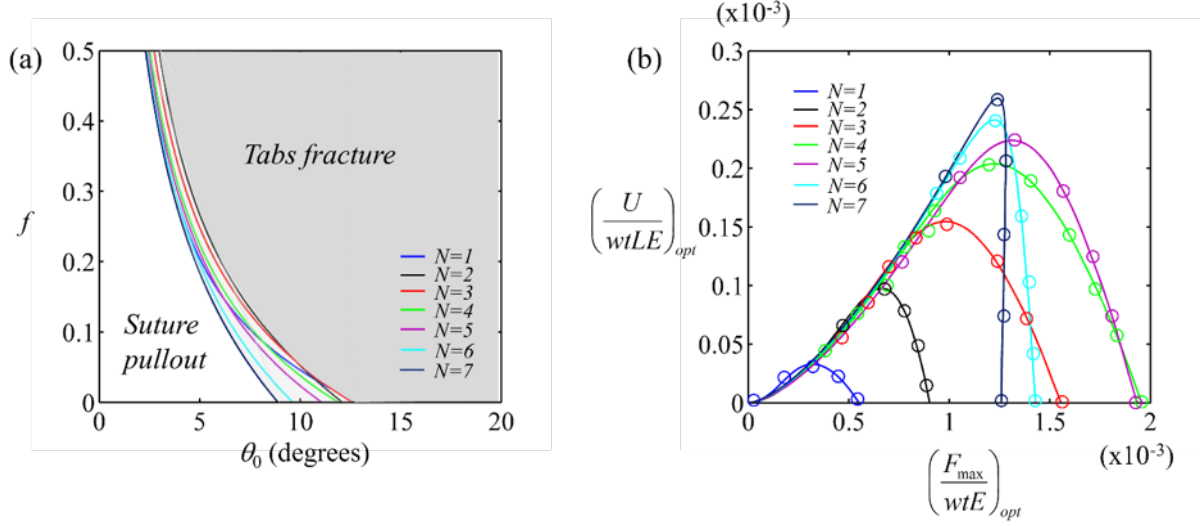 (a)
0.5
0.4
0.3
0.2
0.1
0
f
Tabs fracture
Suture
pullout
N=1
N=2
N=3
N=4
N=5
N=6
N=7
0 5 10 15 20
θ₀ (degrees)
(b)
(x10⁻³)
0.3
0.25
0.2
0.15
0.1
0.05
0
(U/wtLE)opt
N=1
N=2
N=3
N=4
N=5
N=6
N=7
0 0.5 1 1.5 2
(x10⁻³)
(Fmax/wtE)opt